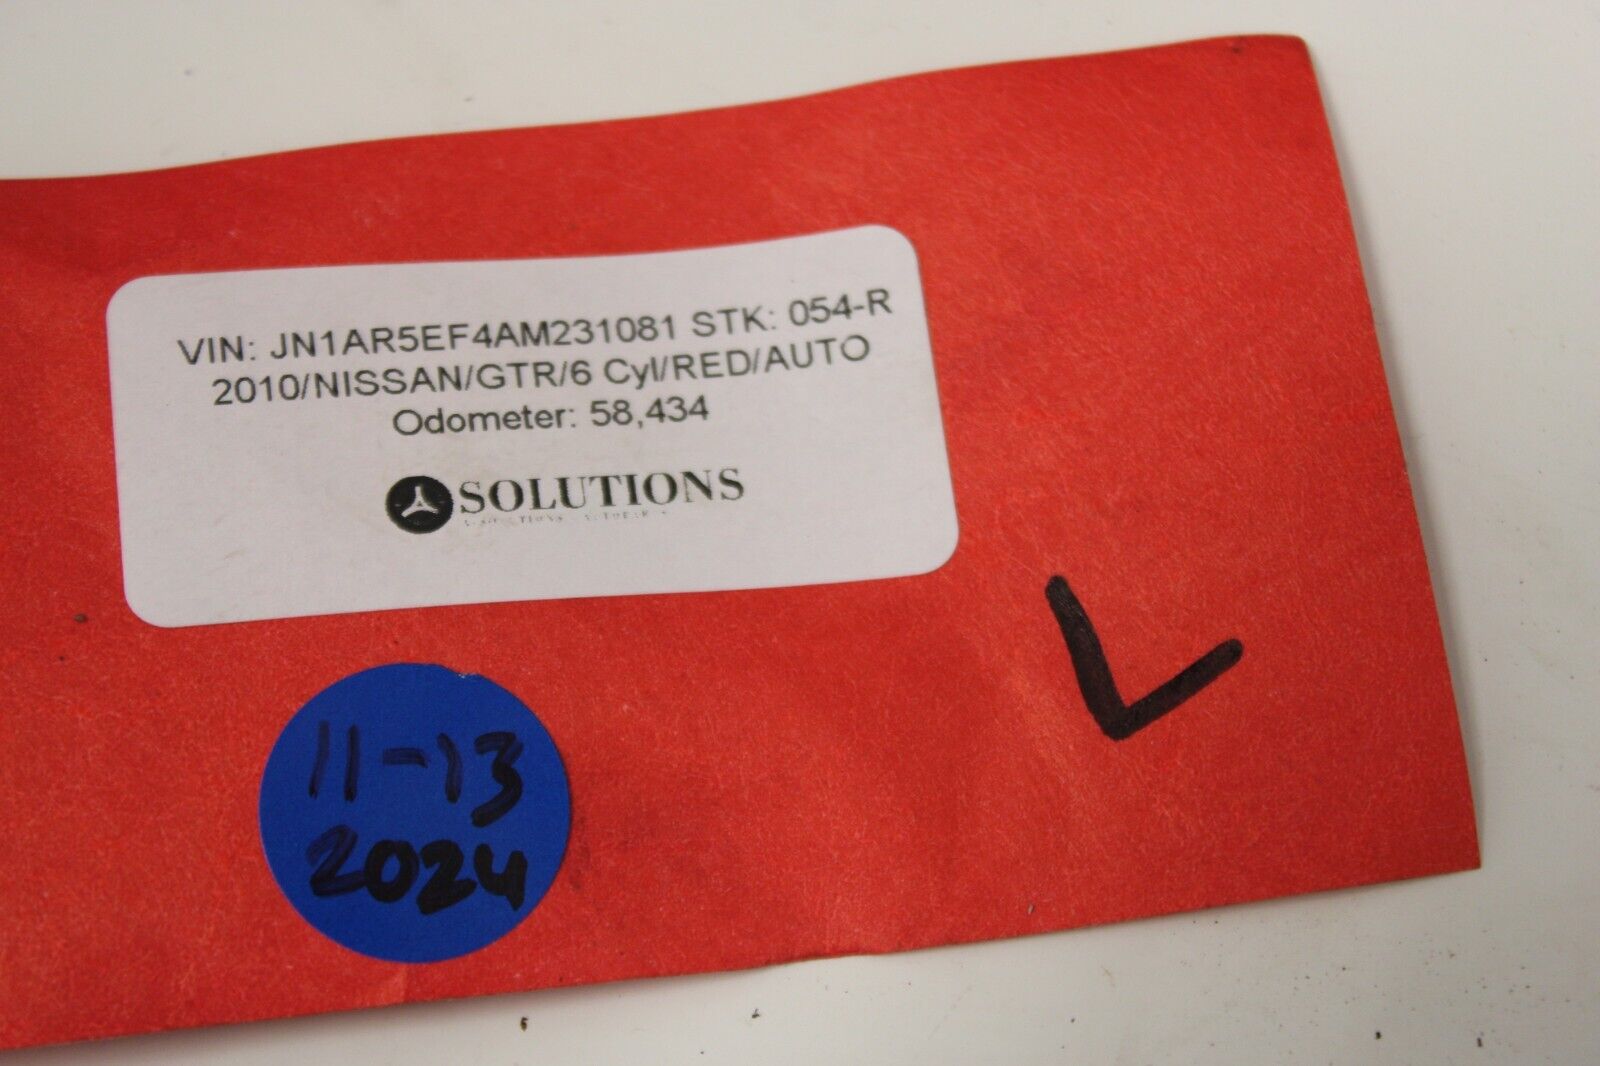 VIN: JN1AR5EF4AM231081 STK: 054-R
2010/NISSAN/GTR/6 Cyl/RED/AUTO
Odometer: 58,434
SOLUTIONS
L
11-13
2024